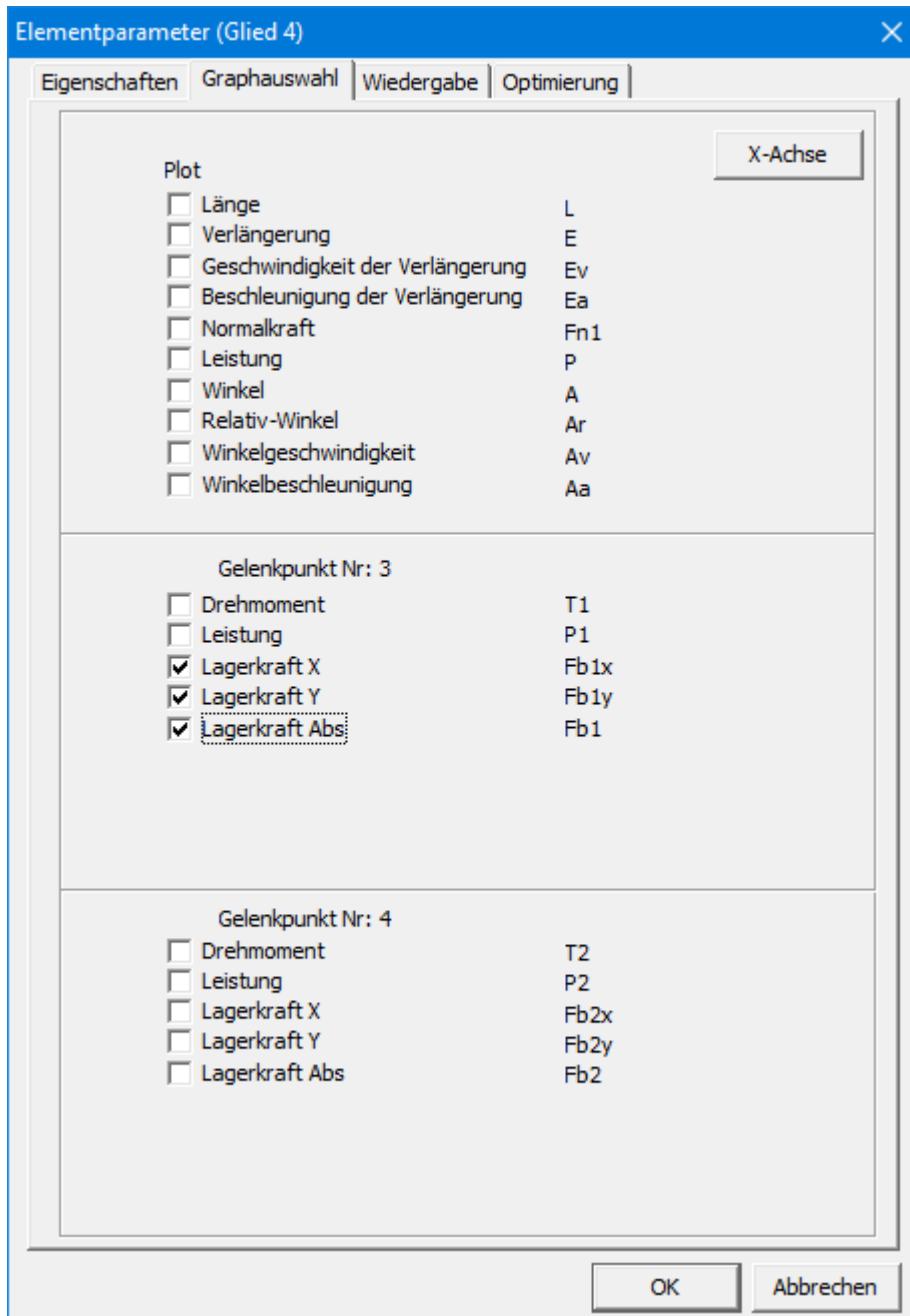 Elementparameter (Glied 4)
Eigenschaften Graphauswahl Wiedergabe Optimierung
X-Achse
Plot
Länge L
Verlängerung E
Geschwindigkeit der Verlängerung Ev
Beschleunigung der Verlängerung Ea
Normalkraft Fn1
Leistung P
Winkel A
Relativ-Winkel Ar
Winkelgeschwindigkeit Av
Winkelbeschleunigung Aa
Gelenkpunkt Nr: 3
Drehmoment T1
Leistung P1
Lagerkraft X Fb1x
Lagerkraft Y Fb1y
Lagerkraft Abs Fb1
Gelenkpunkt Nr: 4
Drehmoment T2
Leistung P2
Lagerkraft X Fb2x
Lagerkraft Y Fb2y
Lagerkraft Abs Fb2
OK Abbrechen